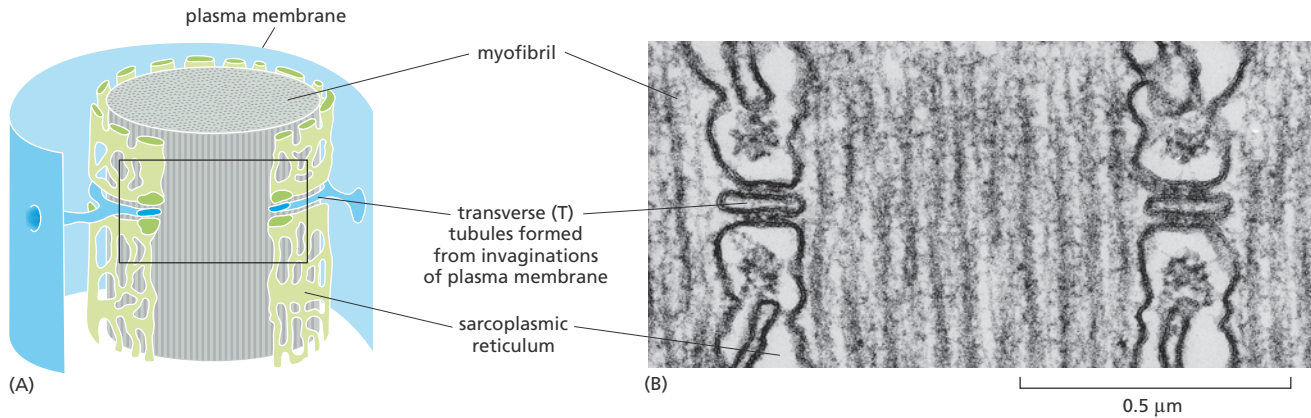 plasma membrane
myofibril
transverse (T)
tubules formed
from invaginations
of plasma membrane
sarcoplasmic
reticulum
(A)
(B)
0.5 μm